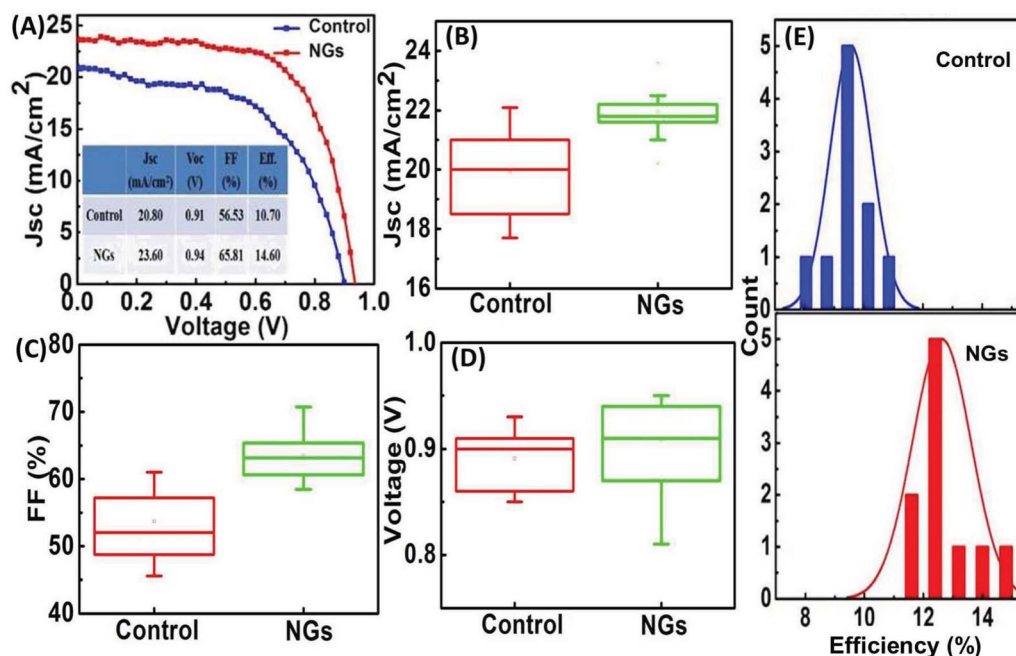 (A)
Control
NGs
25
20
15
10
5
0
Jsc (mA/cm2)
0.0 0.2 0.4 0.6 0.8 1.0
Voltage (V)
Jsc Voc FF Eff.
(mA/cm²) (V) (%) (%)
Control 20.80 0.91 56.53 10.70
NGs 23.60 0.94 65.81 14.60
(B)
24
22
20
18
16
Jsc (mA/cm2)
Control NGs
(E)
Control
5
4
3
2
1
0
Count
NGs
5
4
3
2
1
0
8 10 12 14
Efficiency (%)
(C)
80
70
60
50
40
FF (%)
Control NGs
(D)
1.0
0.9
0.8
Voltage (V)
Control NGs